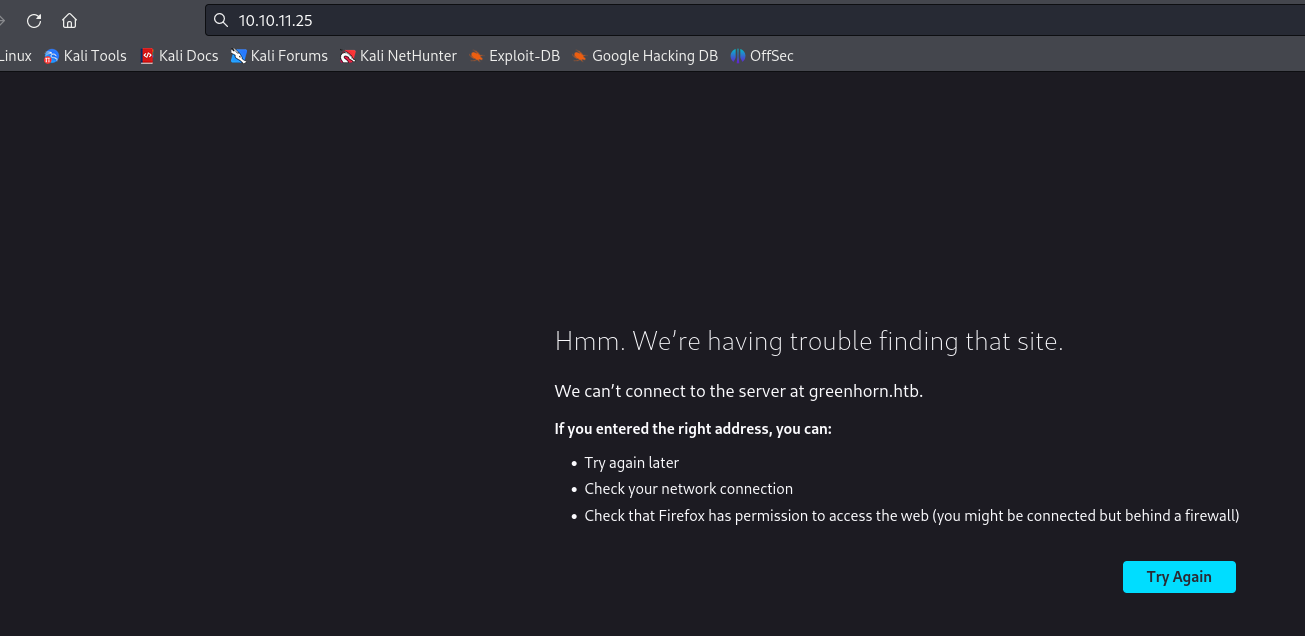 10.10.11.25
Linux Kali Tools Kali Docs Kali Forums Kali NetHunter Exploit-DB Google Hacking DB OffSec
Hmm. We’re having trouble finding that site.
We can’t connect to the server at greenhorn.htb.
If you entered the right address, you can:
• Try again later
• Check your network connection
• Check that Firefox has permission to access the web (you might be connected but behind a firewall)
Try Again